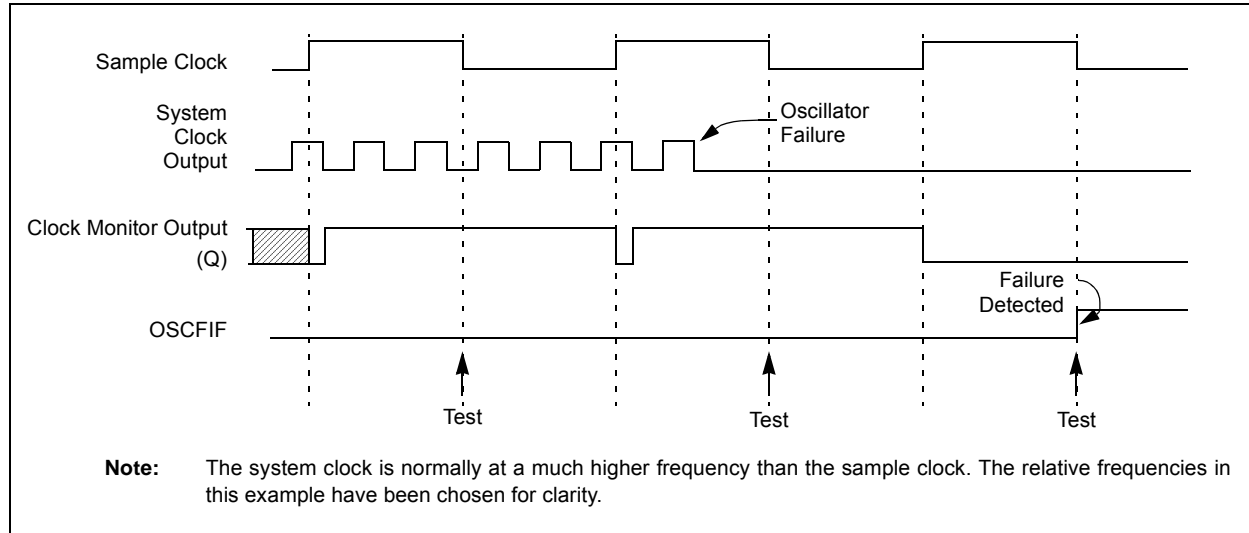 Sample Clock
System
Clock
Output
Oscillator
Failure
Clock Monitor Output
(Q)
Failure
Detected
OSCFIF
Test
Test
Test
Note: The system clock is normally at a much higher frequency than the sample clock. The relative frequencies in
this example have been chosen for clarity.